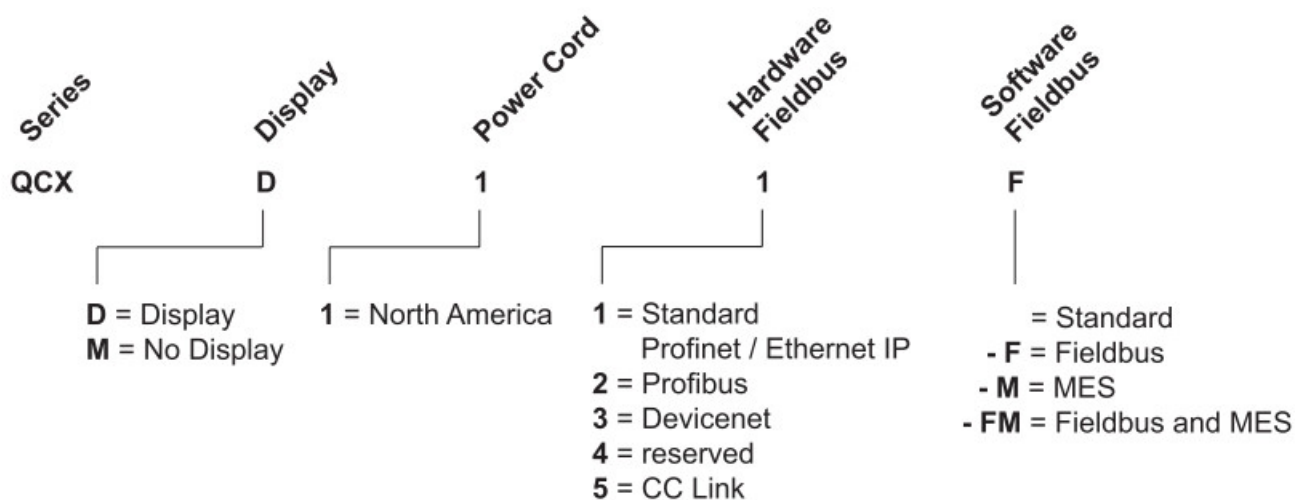 Series
Display
Power Cord
Hardware
Fieldbus
Software
Fieldbus
QCX D 1 1 F
D = Display
M = No Display
1 = North America
1 = Standard
Profinet / Ethernet IP
2 = Profibus
3 = Devicenet
4 = reserved
5 = CC Link
= Standard
- F = Fieldbus
- M = MES
- FM = Fieldbus and MES